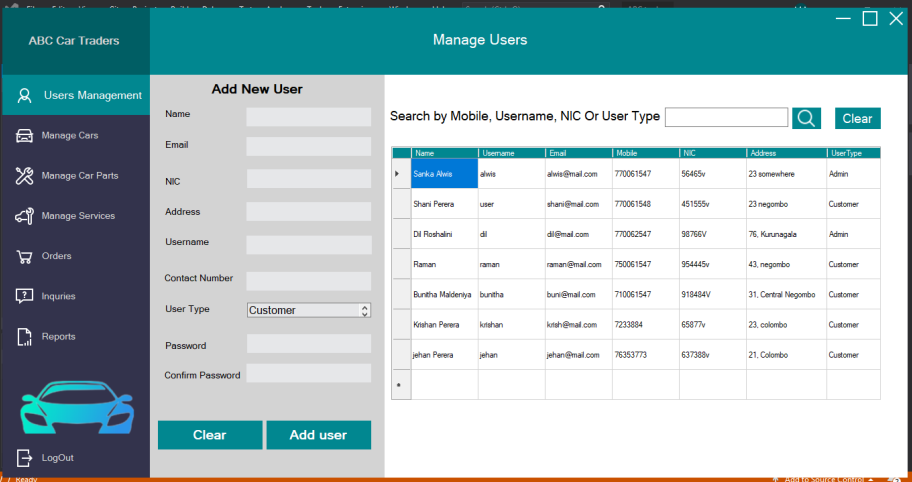 ABC Car Traders
Manage Users
Users Management
Manage Cars
Manage Car Parts
Manage Services
Orders
Inquries
Reports
LogOut
Add New User
Name
Email
NIC
Address
Username
Contact Number
User Type Customer
Password
Confirm Password
Clear Add user
Search by Mobile, Username, NIC Or User Type Clear
Name Username Email Mobile NIC Address UserType
Sanka Alwis alwis alwis@mail.com 770061547 56465v 23 somewhere Admin
Shani Perera user shani@mail.com 770061548 451555v 23 negombo Customer
Dil Roshalini dil dil@mail.com 770062547 98766V 76, Kurunagala Admin
Raman raman raman@mail.com 750061547 954445v 43, negombo Customer
Bunitha Maldeniya bunitha buni@mail.com 710061547 918484V 31, Central Negombo Customer
Krishan Perera krishan krish@mail.com 7233884 65877v 23, colombo Customer
jehan Perera jehan jehan@mail.com 76353773 637388v 21, Colombo Customer
Ready Add to Source Control